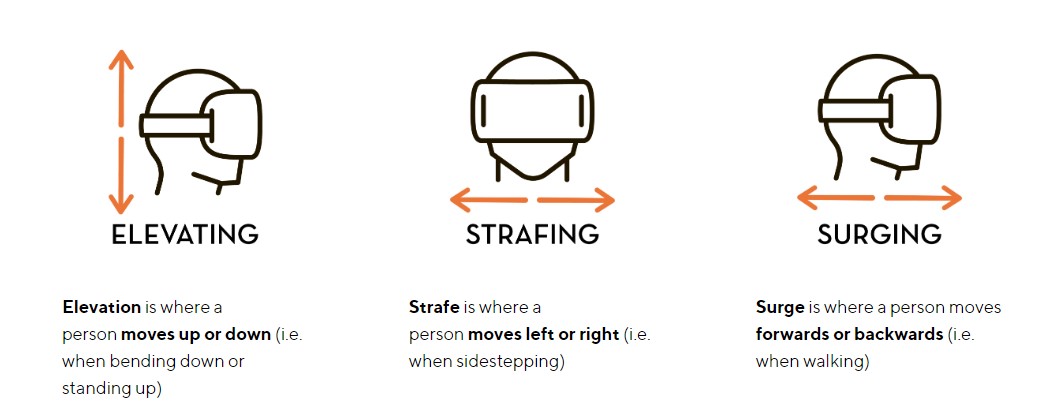 ELEVATING
STRAFING
SURGING
Elevation is where a
person moves up or down (i.e.
when bending down or
standing up)
Strafe is where a
person moves left or right (i.e.
when sidestepping)
Surge is where a person moves
forwards or backwards (i.e.
when walking)